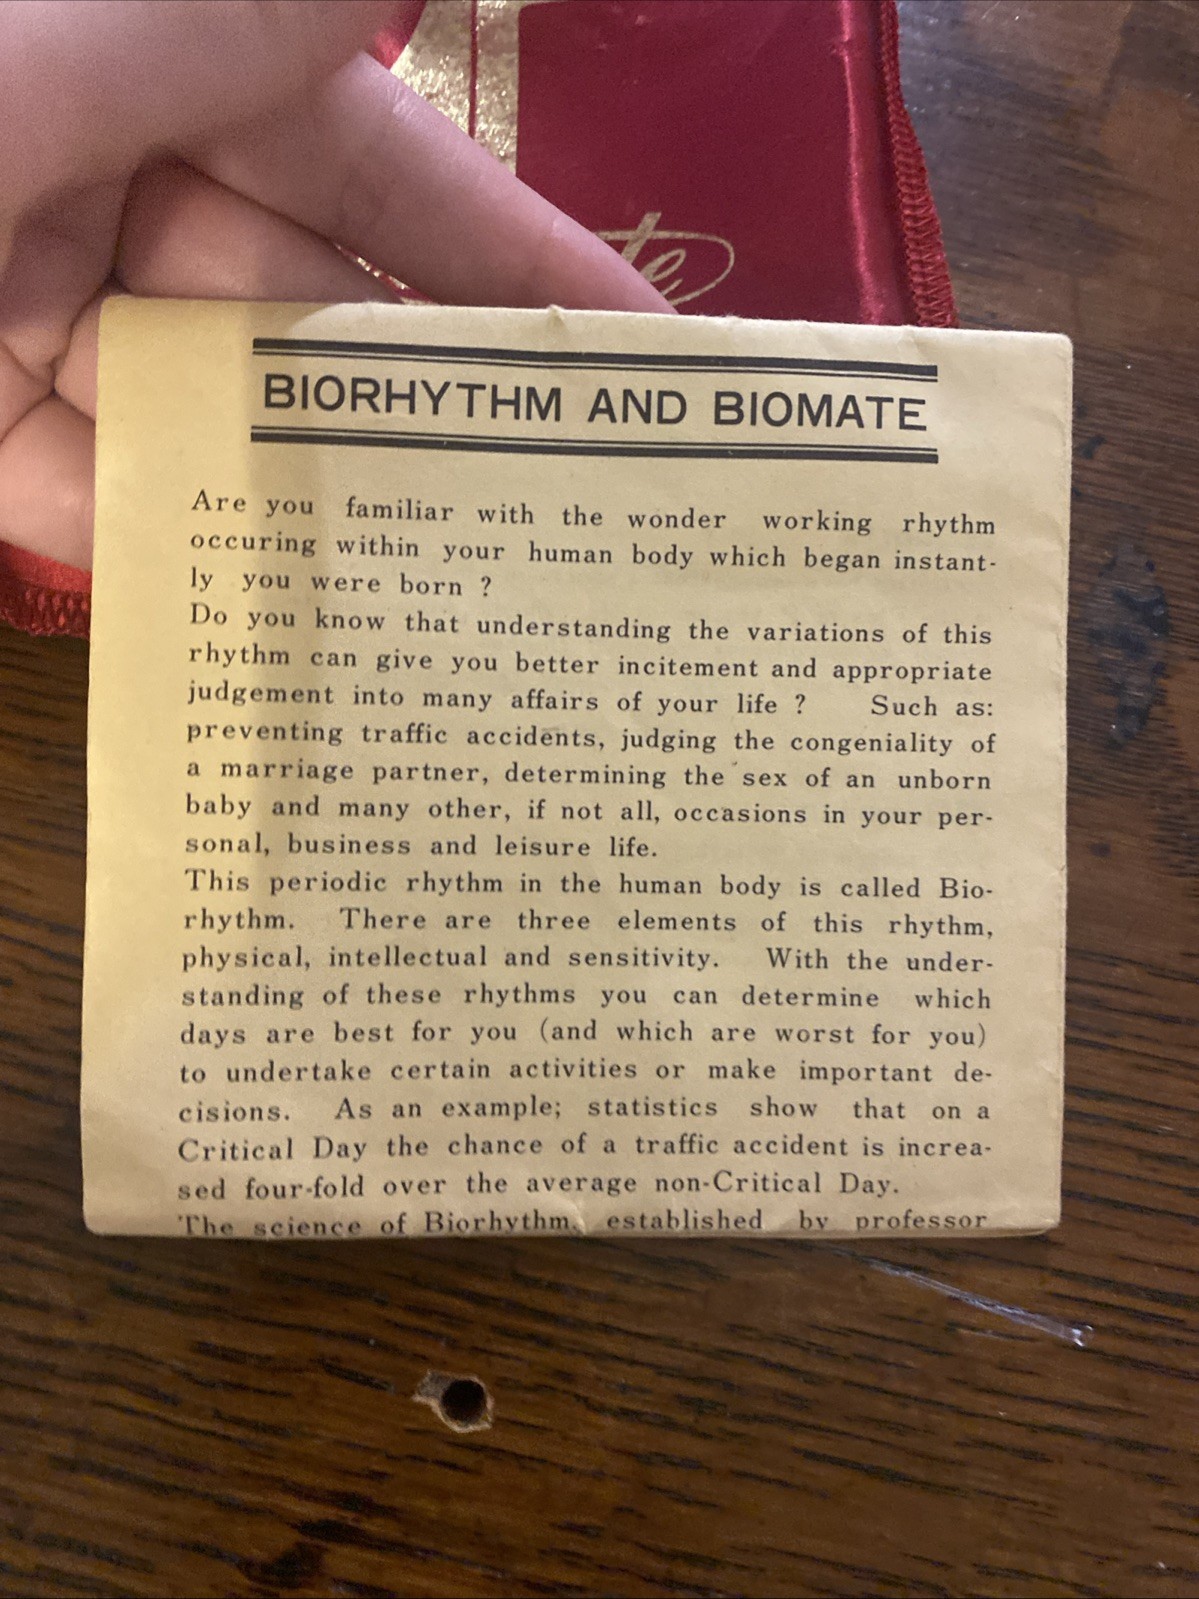 te
BIORHYTHM AND BIOMATE
Are you familiar with the wonder working rhythm
occuring within your human body which began instant-
ly you were born ?
Do you know that understanding the variations of this
rhythm can give you better incitement and appropriate
judgement into many affairs of your life ? Such as:
preventing traffic accidents, judging the congeniality of
a marriage partner, determining the sex of an unborn
baby and many other, if not all, occasions in your per-
sonal, business and leisure life.
This periodic rhythm in the human body is called Bio-
rhythm. There are three elements of this rhythm,
physical, intellectual and sensitivity. With the under-
standing of these rhythms you can determine which
days are best for you (and which are worst for you)
to undertake certain activities or make important de-
cisions. As an example; statistics show that on a
Critical Day the chance of a traffic accident is increa-
sed four-fold over the average non-Critical Day.
The science of Biorhythm, established by professor